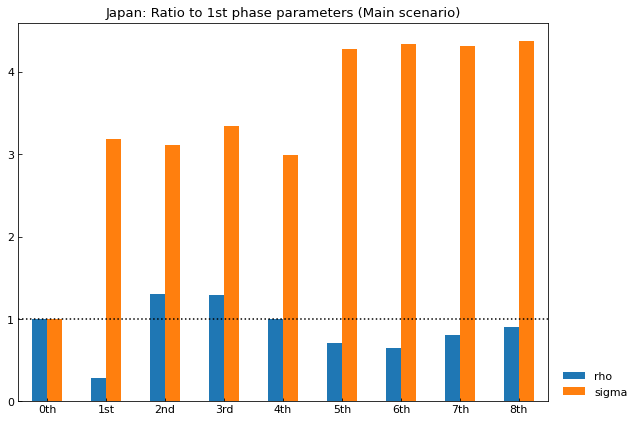 Japan: Ratio to 1st phase parameters (Main scenario)
4
3
2
1
0
0th 1st 2nd 3rd 4th 5th 6th 7th 8th
rho
sigma